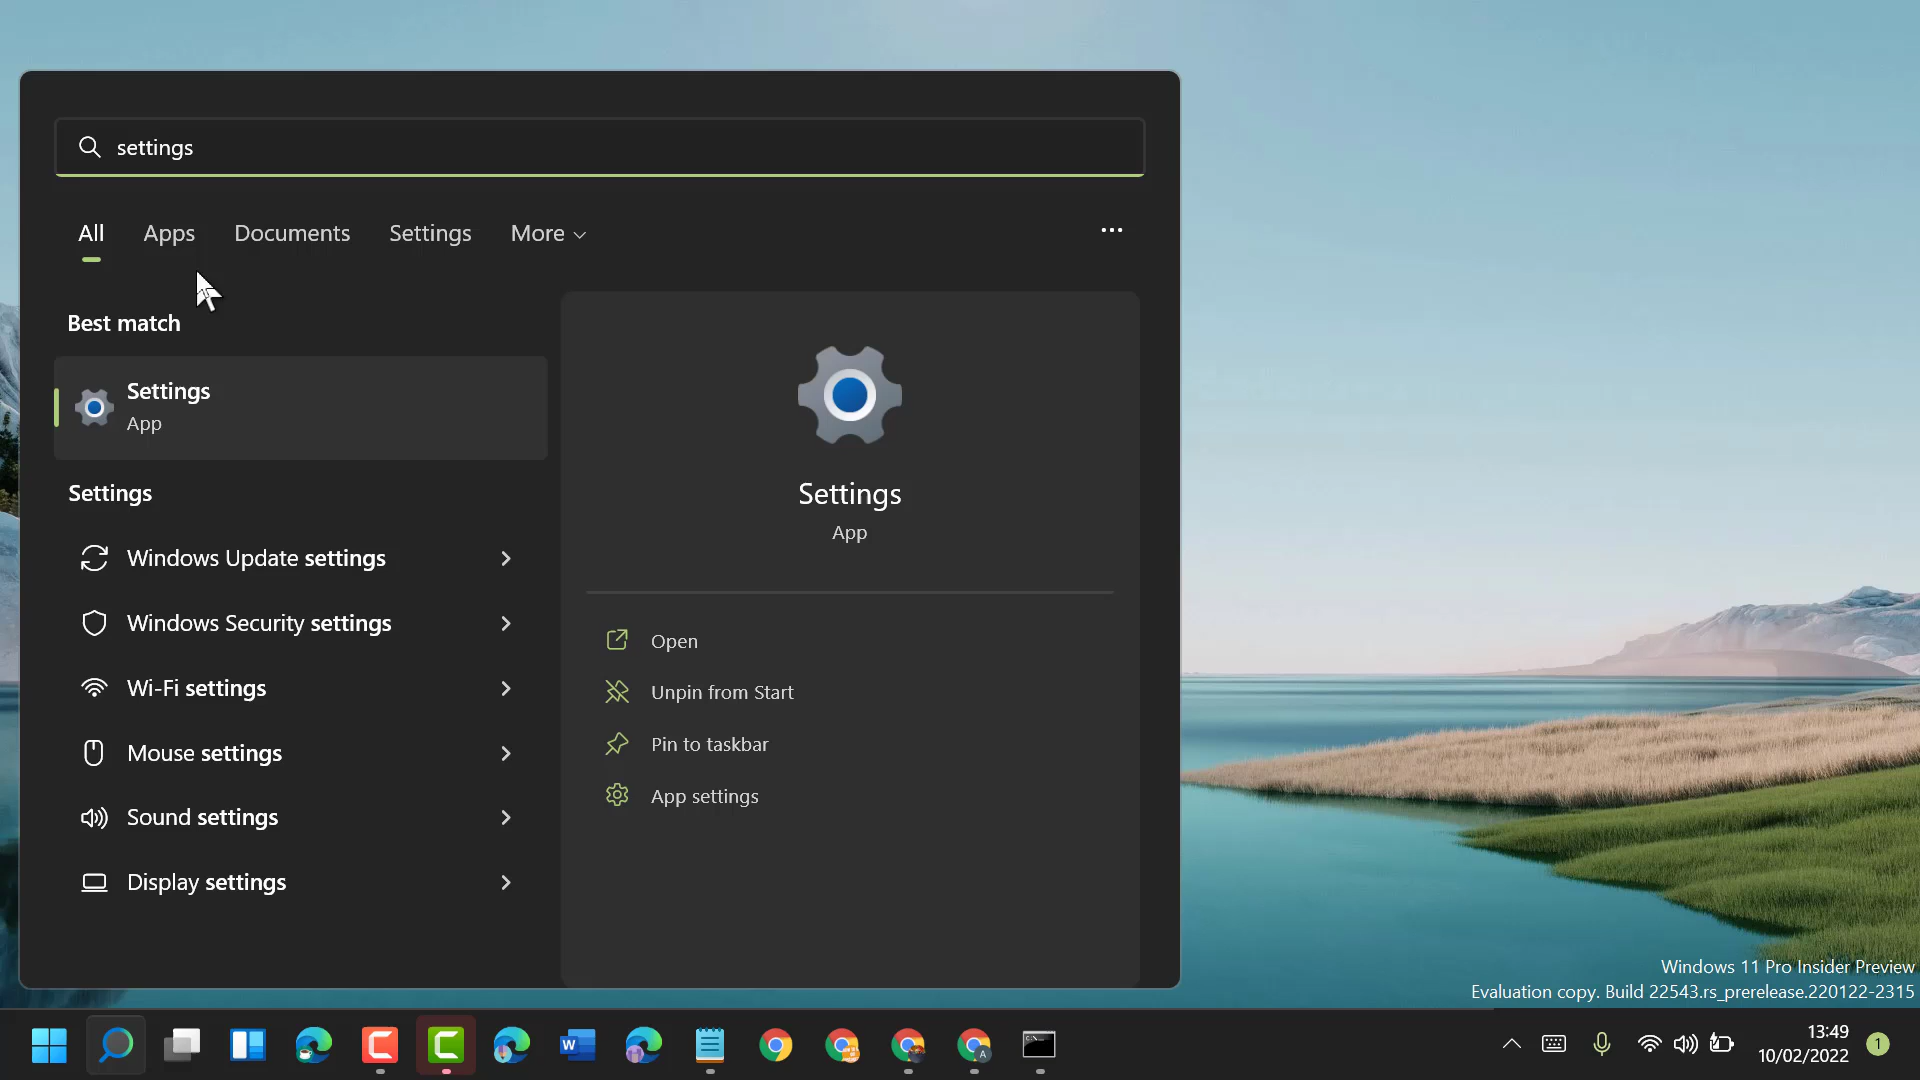 settings
All
Apps
Documents
Settings
More
Best match
Settings
App
Settings
Windows Update settings
Windows Security settings
Wi-Fi settings
Mouse settings
Sound settings
Display settings
Settings
App
Open
Unpin from Start
Pin to taskbar
App settings
Windows 11 Pro Insider Preview
Evaluation copy. Build 22543.rs_prerelease.220122-2315
13:49
10/02/2022
1